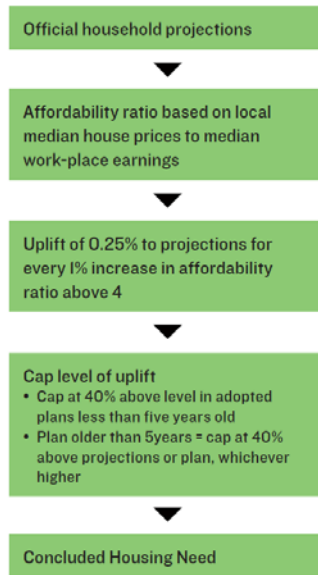 Official household projections
Affordability ratio based on local
median house prices to median
work-place earnings
Uplift of 0.25% to projections for
every 1% increase in affordability
ratio above 4
Cap level of uplift
• Cap at 40% above level in adopted
plans less than five years old
• Plan older than 5years = cap at 40%
above projections or plan, whichever
higher
Concluded Housing Need